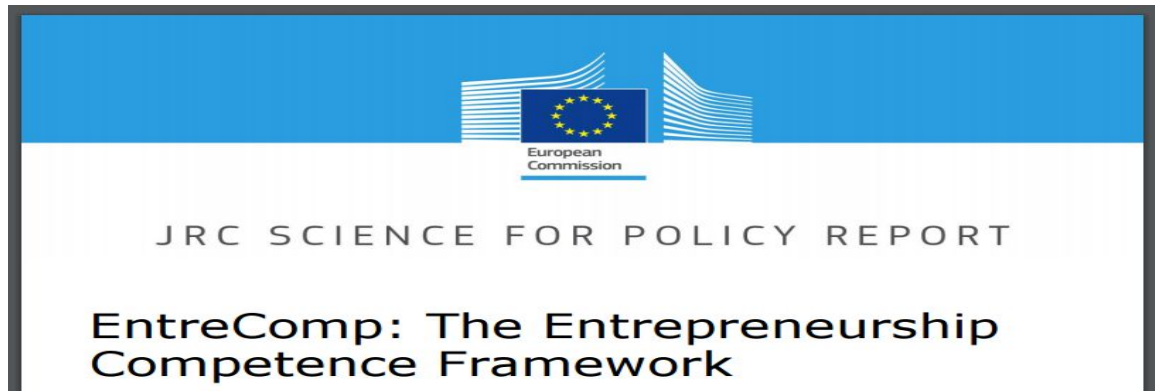 European
Commission
JRC SCIENCE FOR POLICY REPORT
EntreComp: The Entrepreneurship
Competence Framework